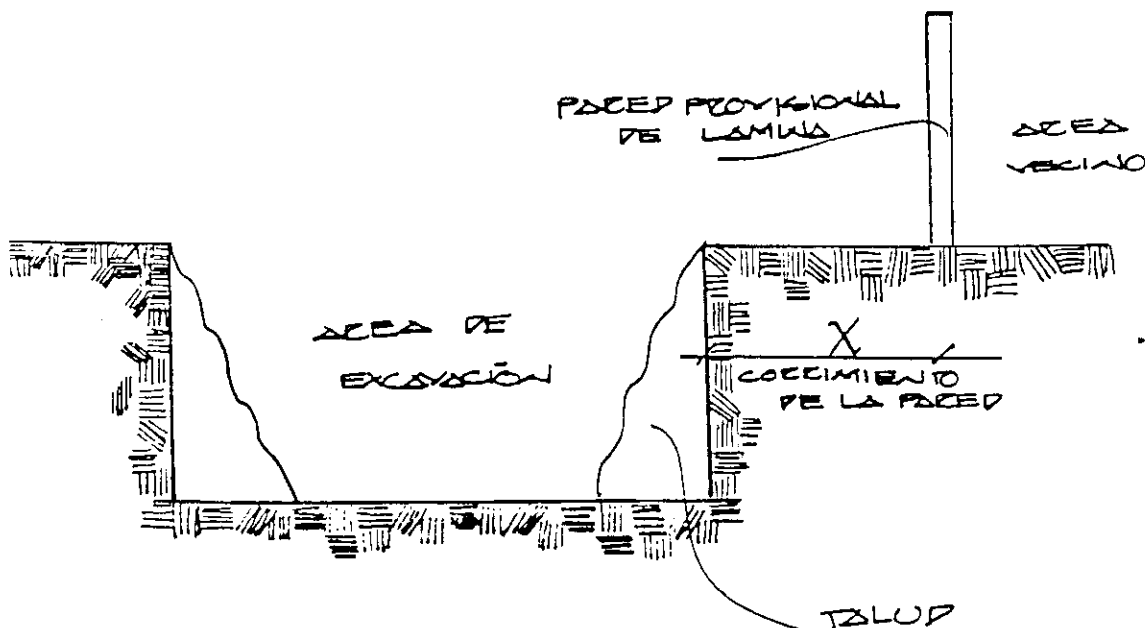 PARED PROVISIONAL
DE LAMINA
AREA
VECINO
AREA DE
EXCAVACIÓN
X
CORRIMIENTO
DE LA PARED
TALUD